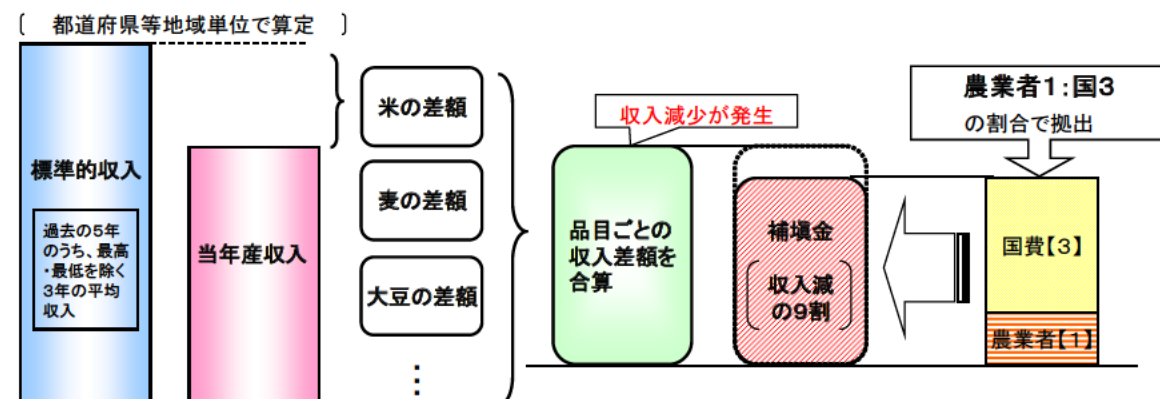 〔 都道府県等地域単位で算定 〕
標準的収入
過去の5年
のうち、最高
・最低を除く
3年の平均
収入
当年産収入
米の差額
麦の差額
大豆の差額
⋮
収入減少が発生
品目ごとの
収入差額を
合算
補塡金
収入減
の9割
農業者1:国3
の割合で拠出
国費【3】
農業者【1】